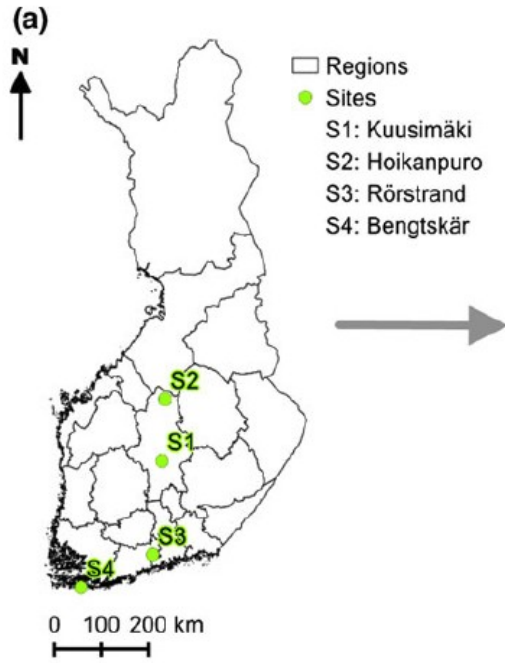 (a)
N
Regions
Sites
S1: Kuusimäki
S2: Hoikanpuro
S3: Rörstrand
S4: Bengtskär
S2
S1
S3
S4
0 100 200 km